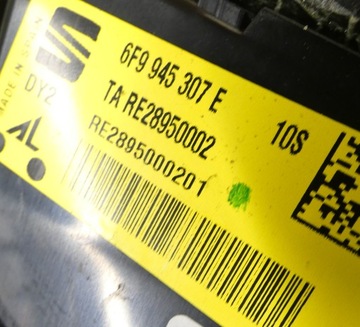 MADE IN SPAIN
DY2
6F9 945 307 E
TA RE28950002
10S
RE2895000201
AL